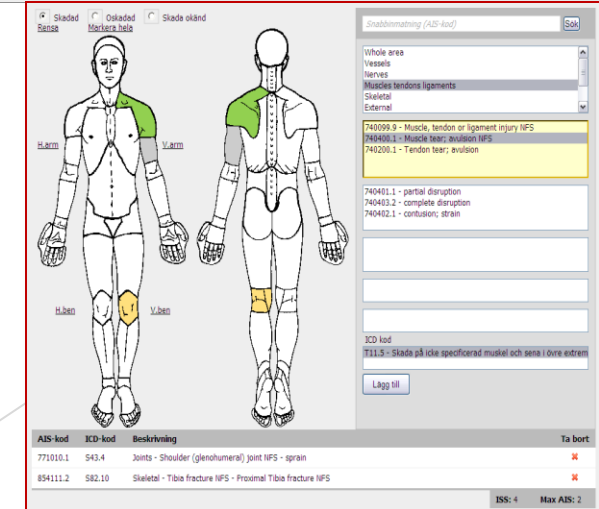 Skadad Oskadad Skada okänd
Rensa Markera hela
H.arm V.arm
H.ben V.ben
Snabbinmatning (AIS-kod) Sök
Whole area
Vessels
Nerves
Muscles tendons ligaments
Skeletal
External
740099.9 - Muscle, tendon or ligament injury NFS
740400.1 - Muscle tear; avulsion NFS
740200.1 - Tendon tear; avulsion
740401.1 - partial disruption
740403.2 - complete disruption
740402.1 - contusion; strain
ICD kod
T11.5 - Skada på icke specificerad muskel och sena i övre extrem
Lägg till
AIS-kod ICD-kod Beskrivning Ta bort
771010.1 S43.4 Joints - Shoulder (glenohumeral) joint NFS - sprain
854111.2 S82.10 Skeletal - Tibia fracture NFS - Proximal Tibia fracture NFS
ISS: 4 Max AIS: 2